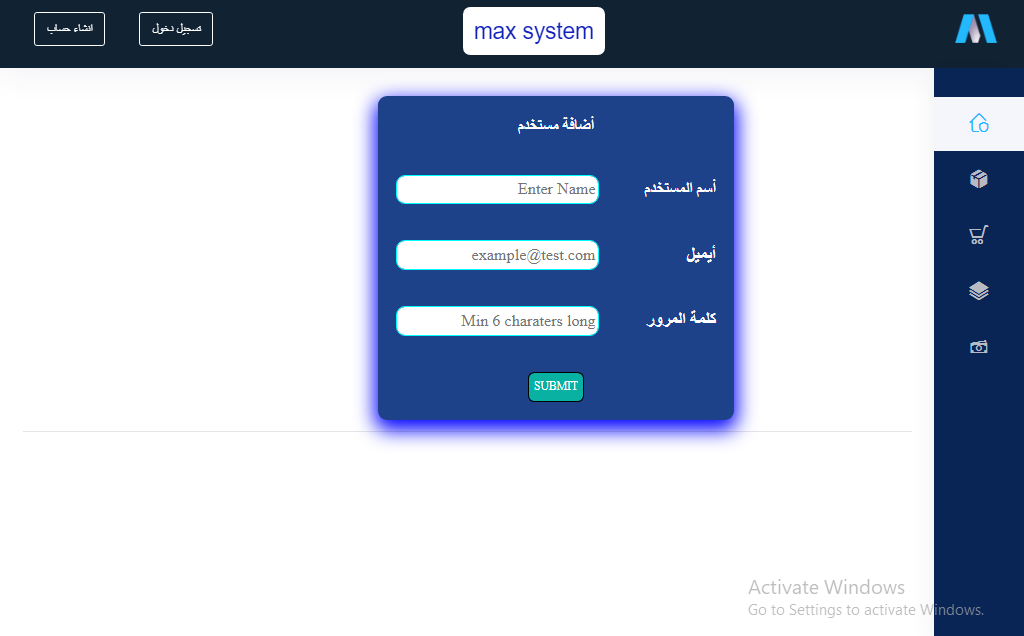 انشاء حساب
تسجيل دخول
max system
أضافة مستخدم
أسم المستخدم
Enter Name
أيميل
example@test.com
كلمة المرور
Min 6 charaters long
SUBMIT
Activate Windows
Go to Settings to activate Windows.